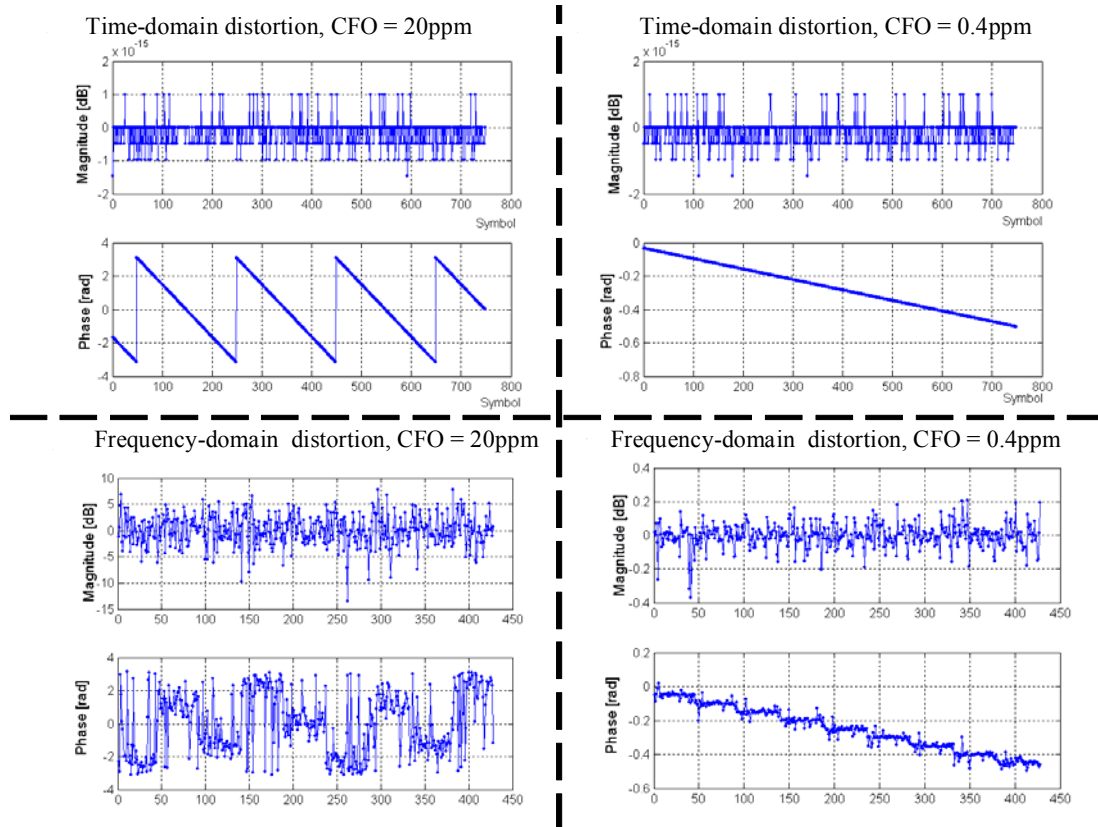 Time-domain distortion, CFO = 20ppm
x 10^-15
Magnitude [dB]
2
1
0
-1
-2
0 100 200 300 400 500 600 700 800
Symbol
Phase [rad]
4
2
0
-2
-4
0 100 200 300 400 500 600 700 800
Symbol
Time-domain distortion, CFO = 0.4ppm
x 10^-15
Magnitude [dB]
2
1
0
-1
-2
0 100 200 300 400 500 600 700 800
Symbol
Phase [rad]
0
-0.2
-0.4
-0.6
-0.8
0 100 200 300 400 500 600 700 800
Symbol
Frequency-domain distortion, CFO = 20ppm
Magnitude [dB]
10
5
0
-5
-10
-15
0 50 100 150 200 250 300 350 400 450
Phase [rad]
4
2
0
-2
-4
0 50 100 150 200 250 300 350 400 450
Frequency-domain distortion, CFO = 0.4ppm
Magnitude [dB]
0.4
0.2
0
-0.2
-0.4
0 50 100 150 200 250 300 350 400 450
Phase [rad]
0.2
0
-0.2
-0.4
-0.6
0 50 100 150 200 250 300 350 400 450